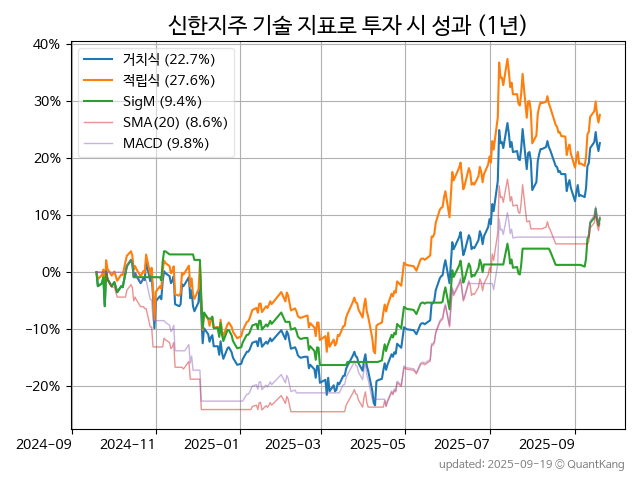 신한지주 기술 지표로 투자 시 성과 (1년)
40%
30%
20%
10%
0%
−10%
−20%
거치식 (22.7%)
적립식 (27.6%)
SigM (9.4%)
SMA(20) (8.6%)
MACD (9.8%)
2024-09 2024-11 2025-01 2025-03 2025-05 2025-07 2025-09
updated: 2025-09-19 © QuantKang